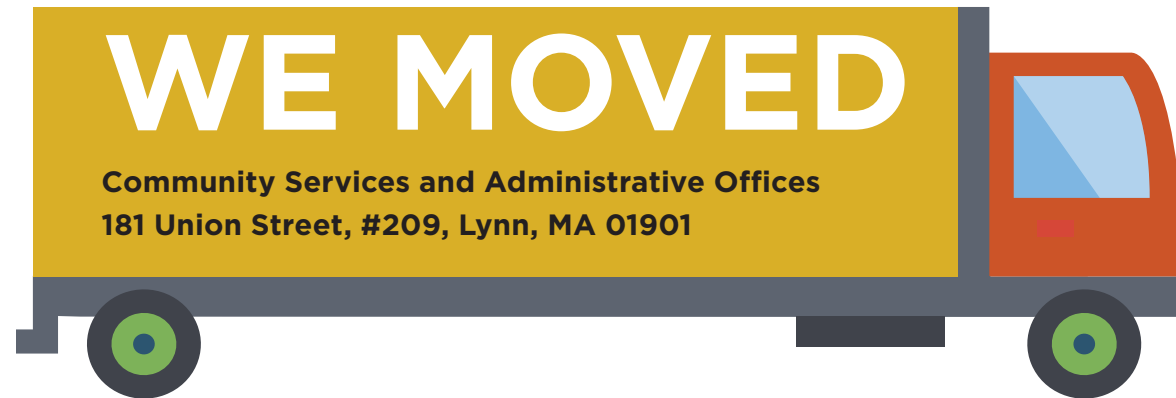 WE MOVED
Community Services and Administrative Offices
181 Union Street, #209, Lynn, MA 01901